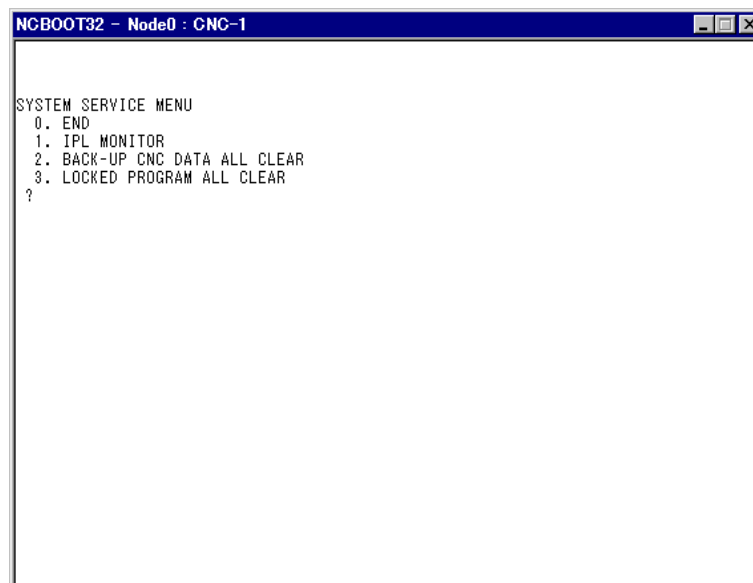 NCBOOT32 - Node0 : CNC-1
SYSTEM SERVICE MENU
0. END
1. IPL MONITOR
2. BACK-UP CNC DATA ALL CLEAR
3. LOCKED PROGRAM ALL CLEAR
?